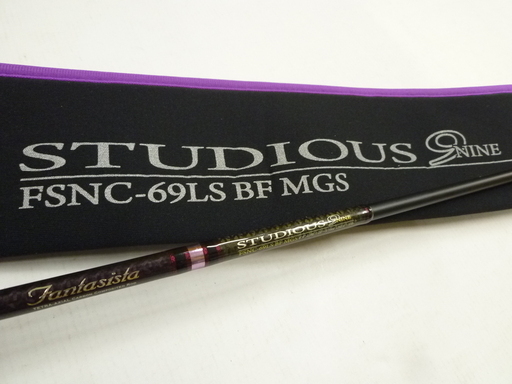 STUDIOUS 9NINE
FSNC-69LS BF MGS
STUDIOUS 9NINE
Fantasista